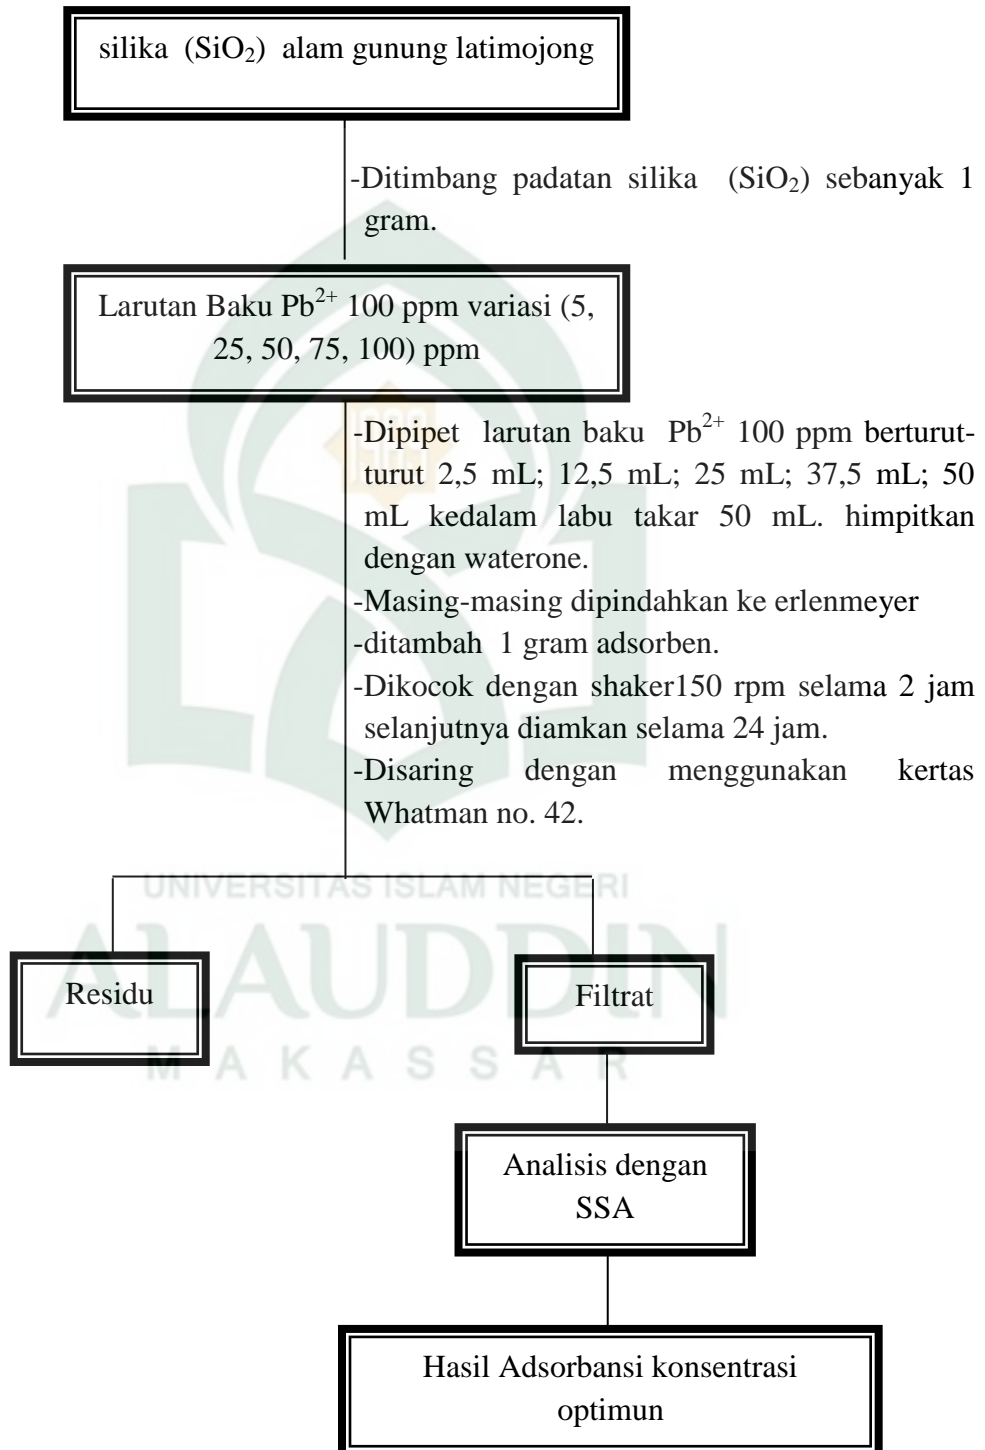 silika (SiO₂) alam gunung latimojong
-Ditimbang padatan silika (SiO₂) sebanyak 1
gram.
Larutan Baku Pb²⁺ 100 ppm variasi (5,
25, 50, 75, 100) ppm
-Dipipet larutan baku Pb²⁺ 100 ppm berturut-
turut 2,5 mL; 12,5 mL; 25 mL; 37,5 mL; 50
mL kedalam labu takar 50 mL. himpitkan
dengan waterone.
-Masing-masing dipindahkan ke erlenmeyer
-ditambah 1 gram adsorben.
-Dikocok dengan shaker150 rpm selama 2 jam
selanjutnya diamkan selama 24 jam.
-Disaring dengan menggunakan kertas
Whatman no. 42.
UNIVERSITAS ISLAM NEGERI
ALAUDDIN
MAKASSAR
Residu
Filtrat
Analisis dengan
SSA
Hasil Adsorbansi konsentrasi
optimun